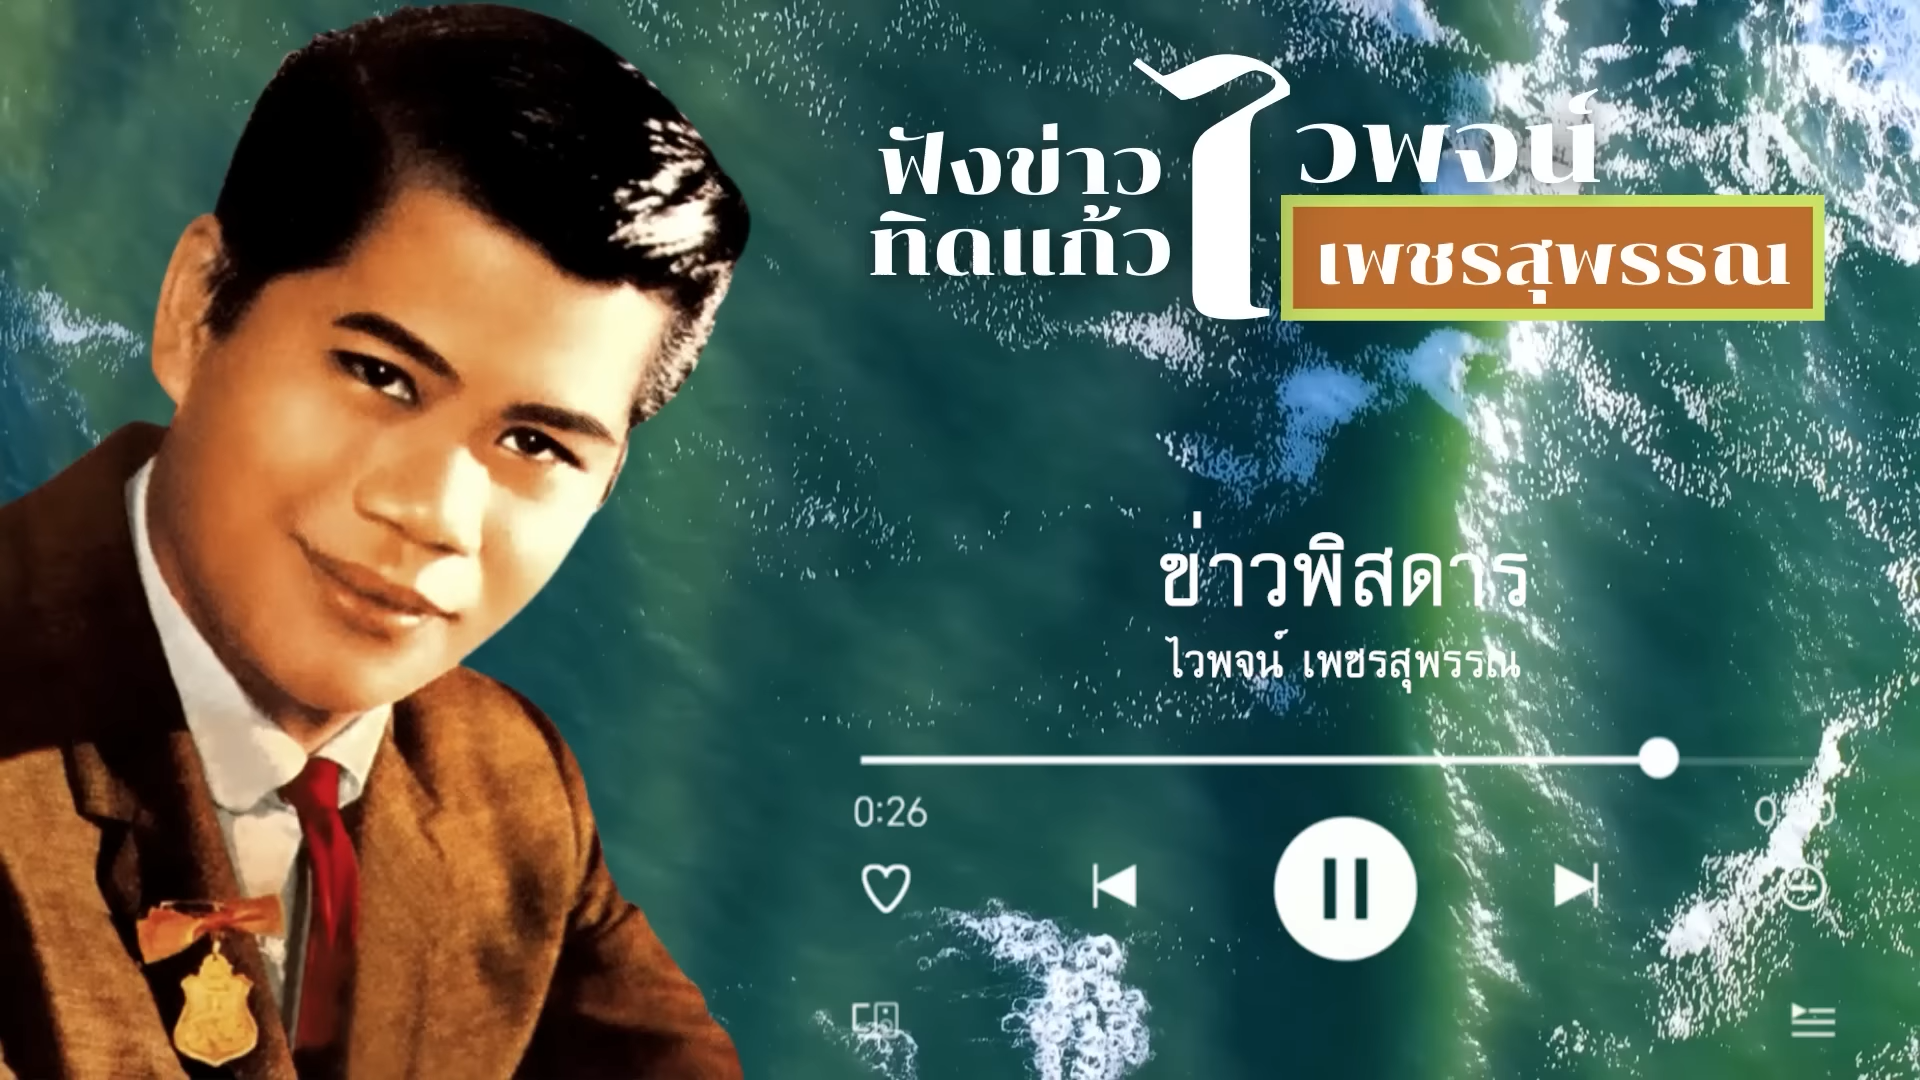 ฟังข่าว
ทิดแก้ว
ไวพจน์
เพชรสุพรรณ
ข่าวพิสดาร
ไวพจน์ เพชรสุพรรณ
0:26